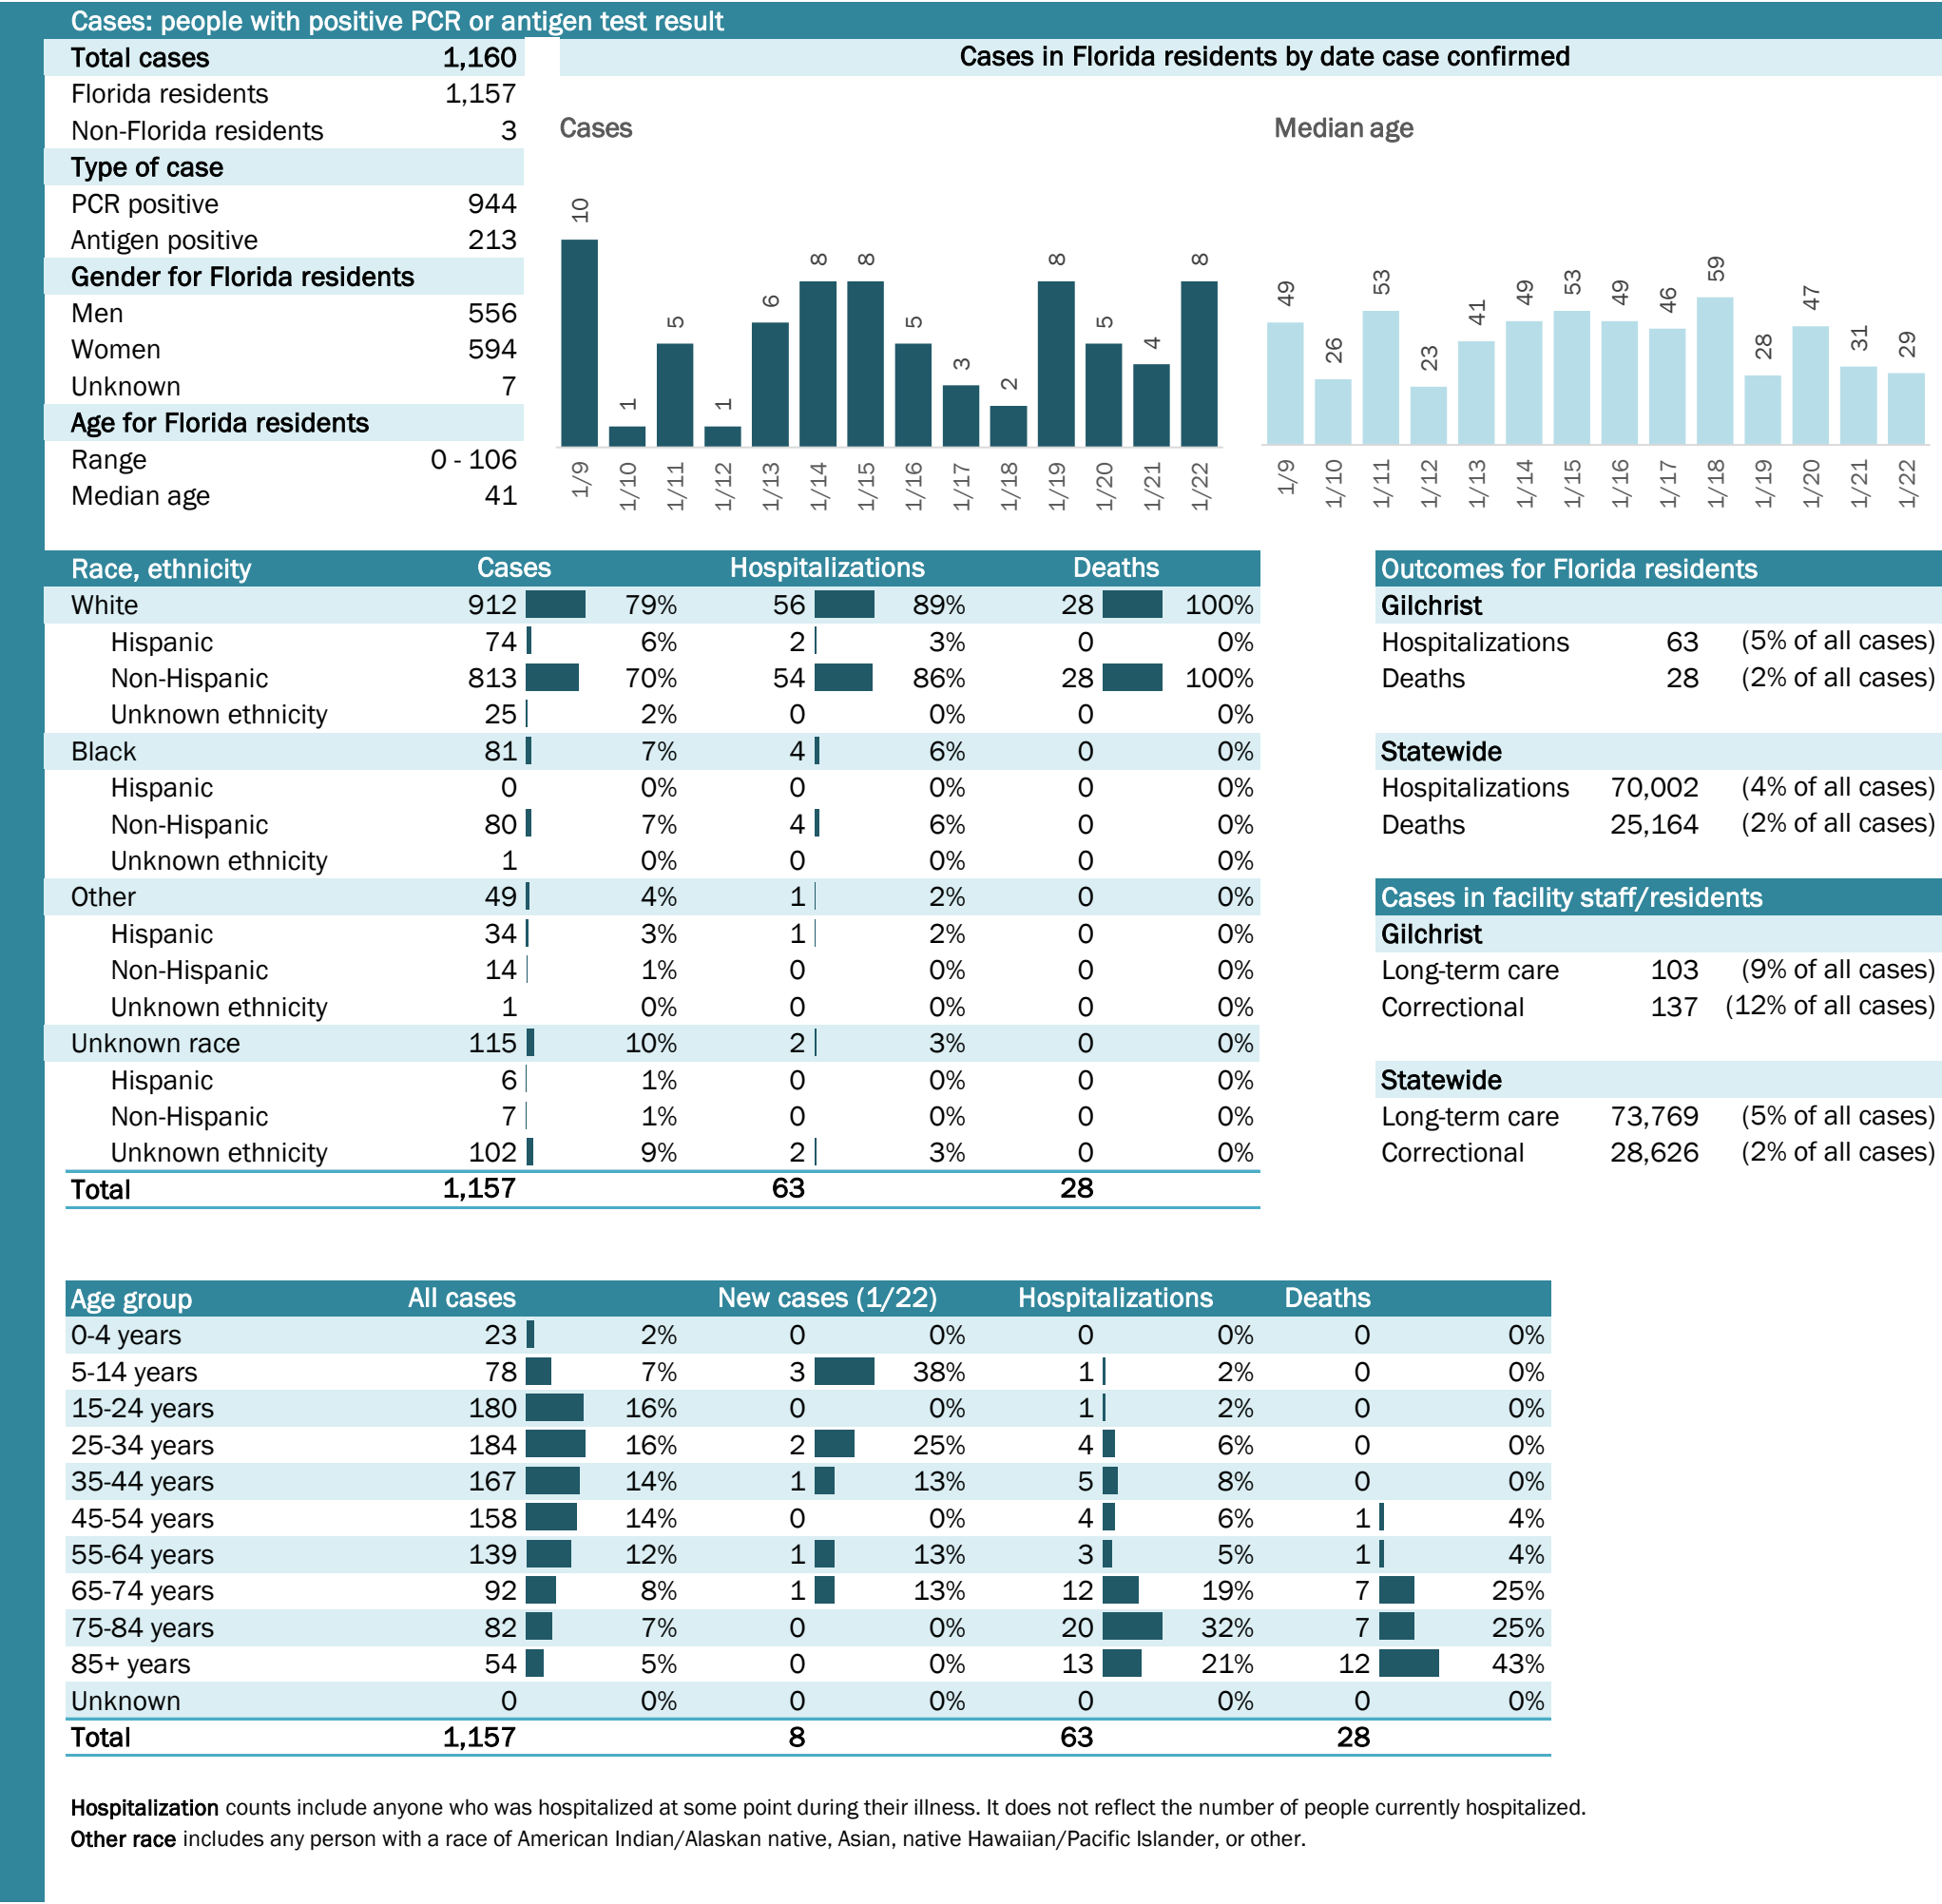 Cases: people with positive PCR or antigen test result
Total cases 1,160
Florida residents 1,157
Non-Florida residents 3
Type of case
PCR positive 944
Antigen positive 213
Gender for Florida residents
Men 556
Women 594
Unknown 7
Age for Florida residents
Range 0 - 106
Median age 41
Cases in Florida residents by date case confirmed
Cases
10 1 5 1 6 8 8 5 3 2 8 5 4 8
1/9 1/10 1/11 1/12 1/13 1/14 1/15 1/16 1/17 1/18 1/19 1/20 1/21 1/22
Median age
49 26 53 23 41 49 53 49 46 59 28 47 31 29
1/9 1/10 1/11 1/12 1/13 1/14 1/15 1/16 1/17 1/18 1/19 1/20 1/21 1/22
Race, ethnicity Cases Hospitalizations Deaths
White 912 79% 56 89% 28 100%
Hispanic 74 6% 2 3% 0 0%
Non-Hispanic 813 70% 54 86% 28 100%
Unknown ethnicity 25 2% 0 0% 0 0%
Black 81 7% 4 6% 0 0%
Hispanic 0 0% 0 0% 0 0%
Non-Hispanic 80 7% 4 6% 0 0%
Unknown ethnicity 1 0% 0 0% 0 0%
Other 49 4% 1 2% 0 0%
Hispanic 34 3% 1 2% 0 0%
Non-Hispanic 14 1% 0 0% 0 0%
Unknown ethnicity 1 0% 0 0% 0 0%
Unknown race 115 10% 2 3% 0 0%
Hispanic 6 1% 0 0% 0 0%
Non-Hispanic 7 1% 0 0% 0 0%
Unknown ethnicity 102 9% 2 3% 0 0%
Total 1,157 63 28
Outcomes for Florida residents
Gilchrist
Hospitalizations 63 (5% of all cases)
Deaths 28 (2% of all cases)
Statewide
Hospitalizations 70,002 (4% of all cases)
Deaths 25,164 (2% of all cases)
Cases in facility staff/residents
Gilchrist
Long-term care 103 (9% of all cases)
Correctional 137 (12% of all cases)
Statewide
Long-term care 73,769 (5% of all cases)
Correctional 28,626 (2% of all cases)
Age group All cases New cases (1/22) Hospitalizations Deaths
0-4 years 23 2% 0 0% 0 0% 0 0%
5-14 years 78 7% 3 38% 1 2% 0 0%
15-24 years 180 16% 0 0% 1 2% 0 0%
25-34 years 184 16% 2 25% 4 6% 0 0%
35-44 years 167 14% 1 13% 5 8% 0 0%
45-54 years 158 14% 0 0% 4 6% 1 4%
55-64 years 139 12% 1 13% 3 5% 1 4%
65-74 years 92 8% 1 13% 12 19% 7 25%
75-84 years 82 7% 0 0% 20 32% 7 25%
85+ years 54 5% 0 0% 13 21% 12 43%
Unknown 0 0% 0 0% 0 0% 0 0%
Total 1,157 8 63 28
Hospitalization counts include anyone who was hospitalized at some point during their illness. It does not reflect the number of people currently hospitalized.
Other race includes any person with a race of American Indian/Alaskan native, Asian, native Hawaiian/Pacific Islander, or other.